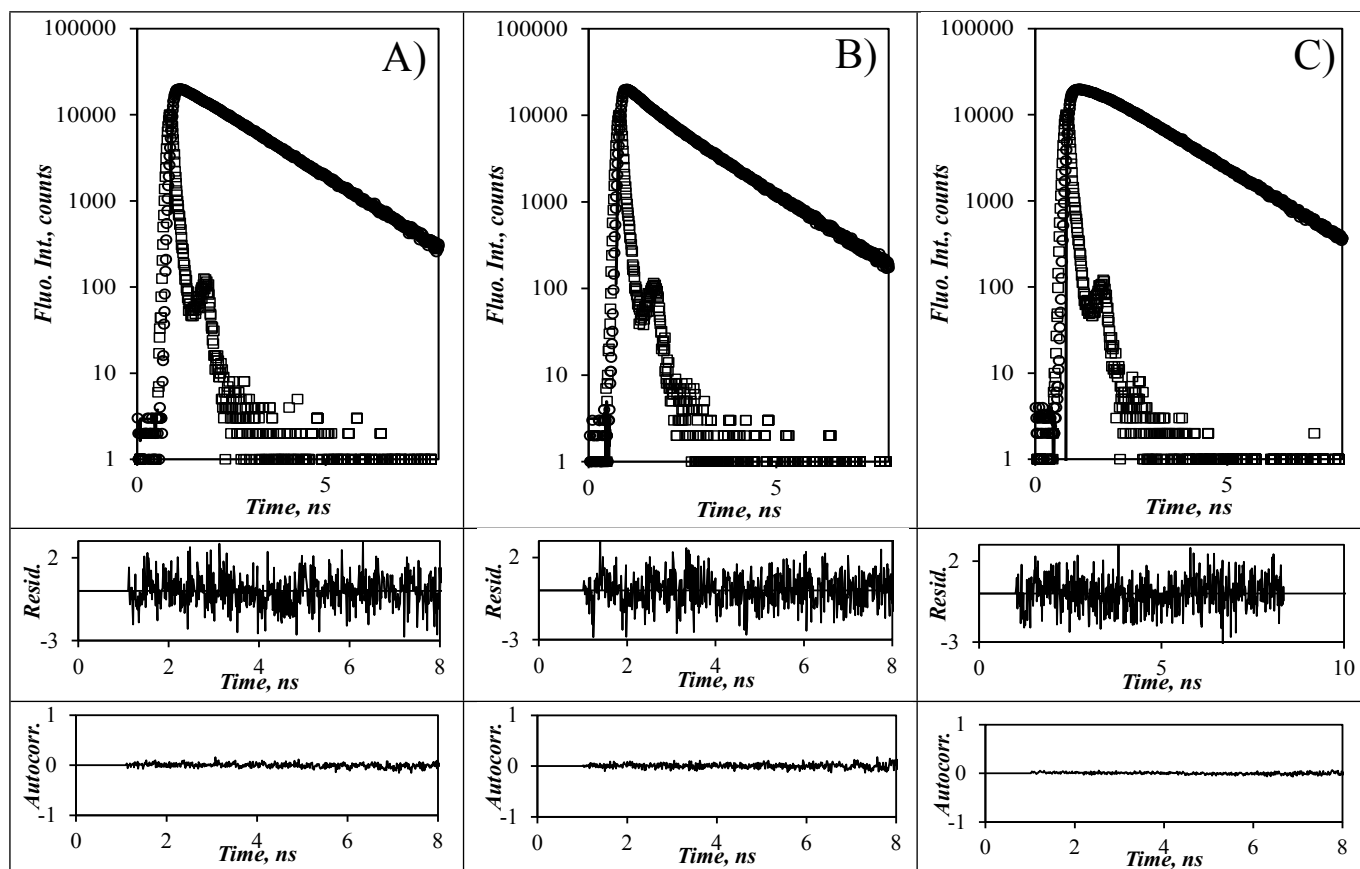 A)
100000
10000
1000
100
10
1
Fluo. Int., counts
0
5
Time, ns
B)
100000
10000
1000
100
10
1
Fluo. Int., counts
0
5
Time, ns
C)
100000
10000
1000
100
10
1
Fluo. Int., counts
0
5
Time, ns
2
-3
Resid.
0 2 4 6 8
Time, ns
2
-3
Resid.
0 2 4 6 8
Time, ns
2
-3
Resid.
0 5 10
Time, ns
1
0
-1
Autocorr.
0 2 4 6 8
Time, ns
1
0
-1
Autocorr.
0 2 4 6 8
Time, ns
1
0
-1
Autocorr.
0 2 4 6 8
Time, ns